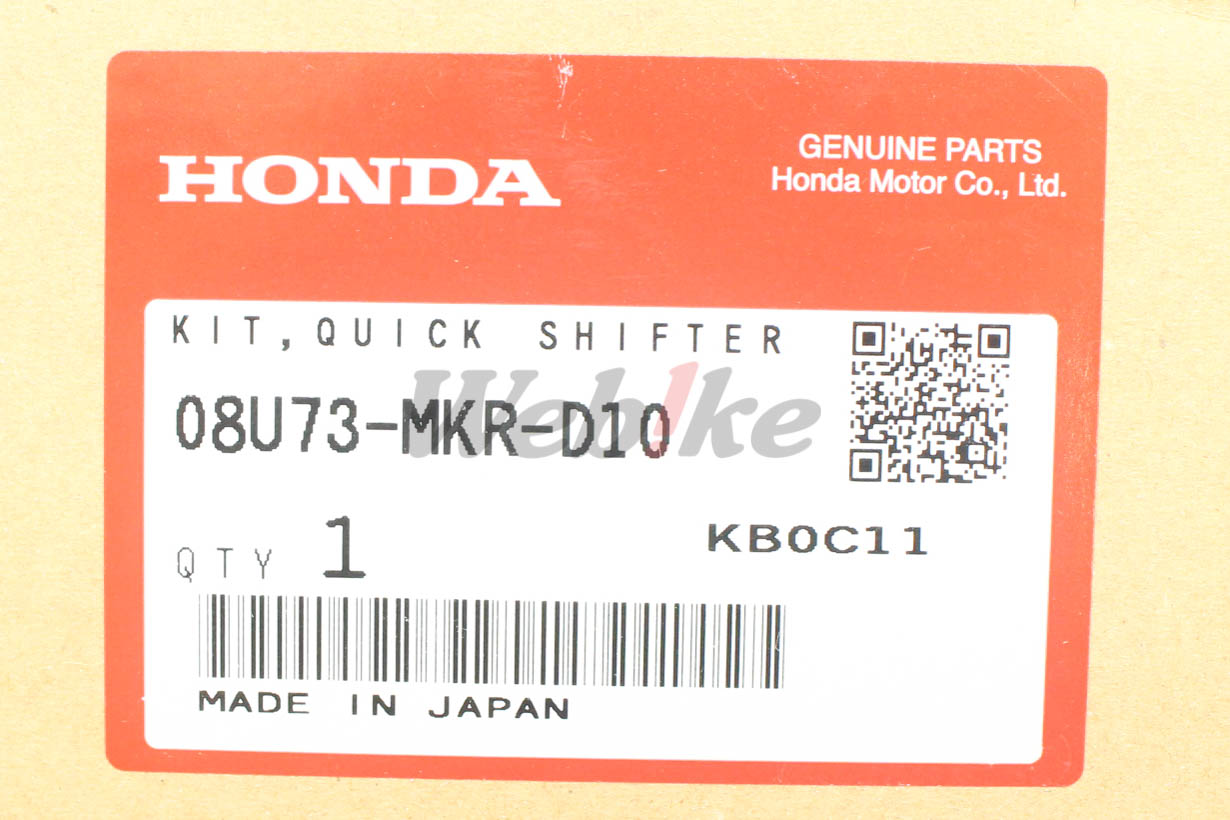 HONDA
GENUINE PARTS
Honda Motor Co., Ltd.
KIT, QUICK SHIFTER
Webike
08U73-MKR-D10
QTY 1
KB0C11
MADE IN JAPAN